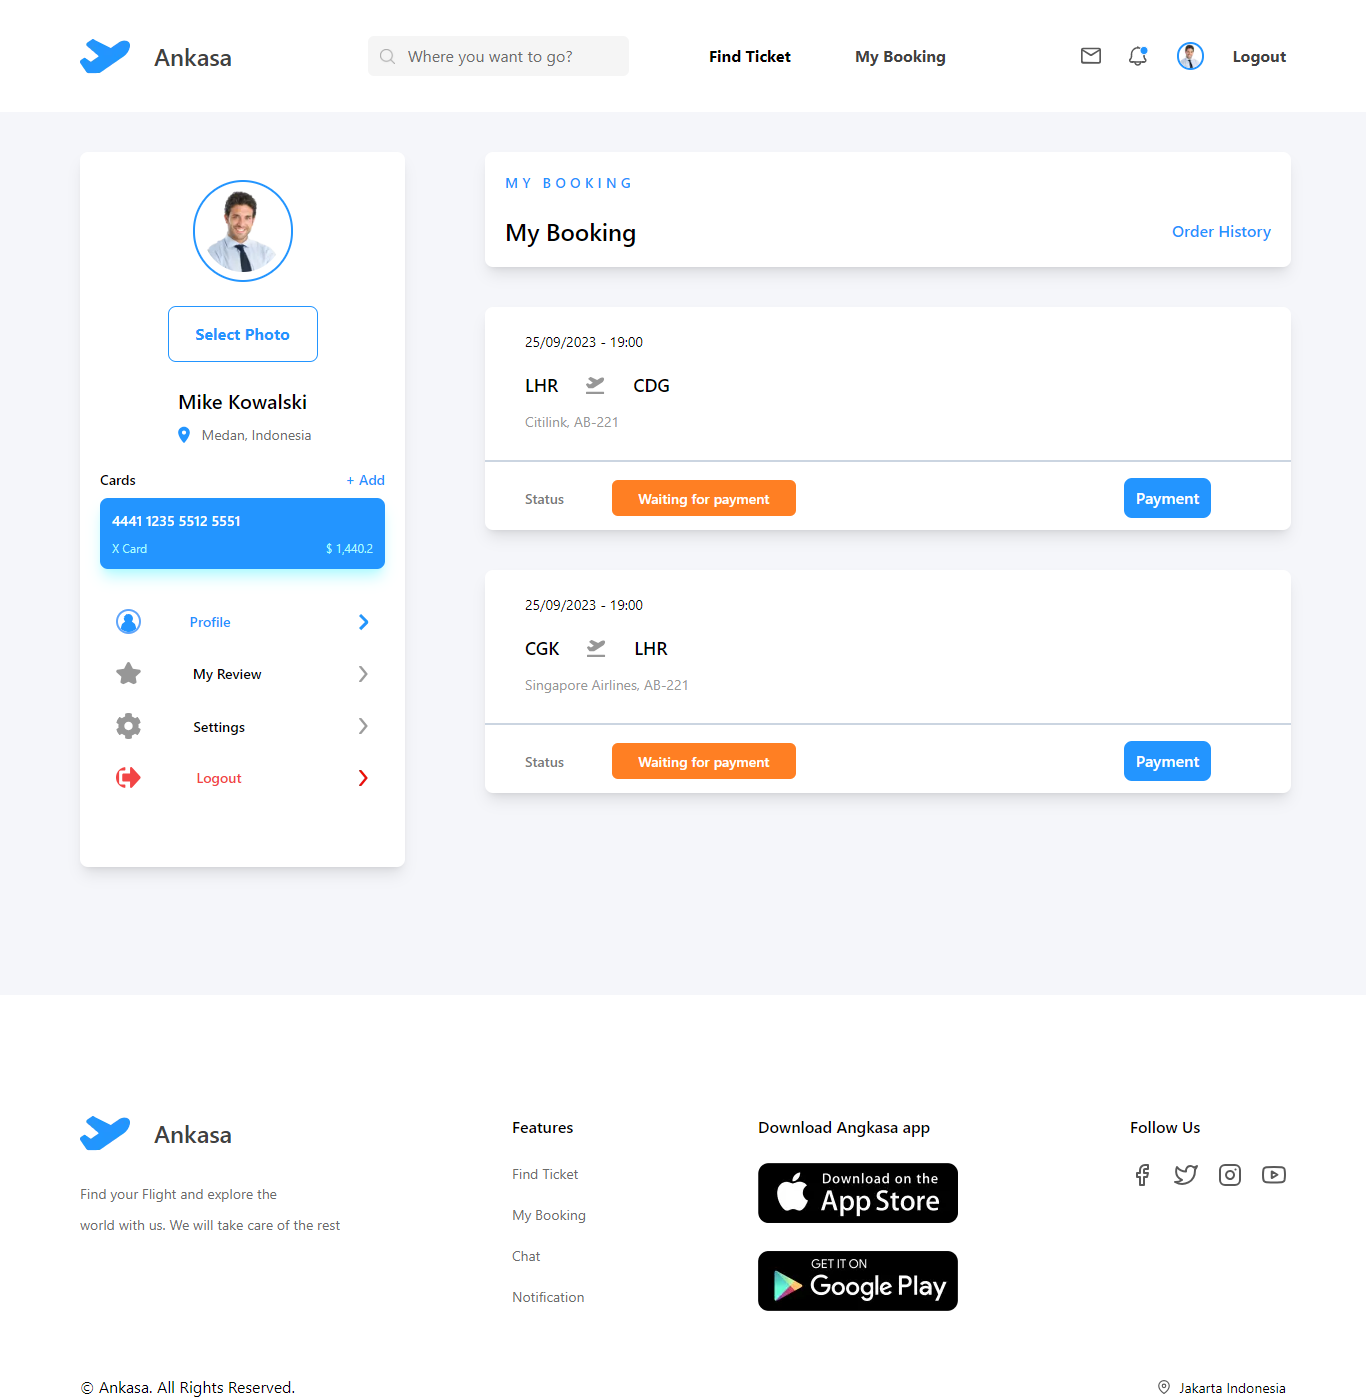 Ankasa
Where you want to go?
Find Ticket
My Booking
Logout
Select Photo
Mike Kowalski
Medan, Indonesia
Cards
+ Add
4441 1235 5512 5551
X Card
$ 1,440.2
Profile
My Review
Settings
Logout
MY BOOKING
My Booking
Order History
25/09/2023 - 19:00
LHR
CDG
Citilink, AB-221
Status
Waiting for payment
Payment
25/09/2023 - 19:00
CGK
LHR
Singapore Airlines, AB-221
Status
Waiting for payment
Payment
Ankasa
Find your Flight and explore the
world with us. We will take care of the rest
Features
Find Ticket
My Booking
Chat
Notification
Download Angkasa app
Download on the
App Store
GET IT ON
Google Play
Follow Us
© Ankasa. All Rights Reserved.
Jakarta Indonesia